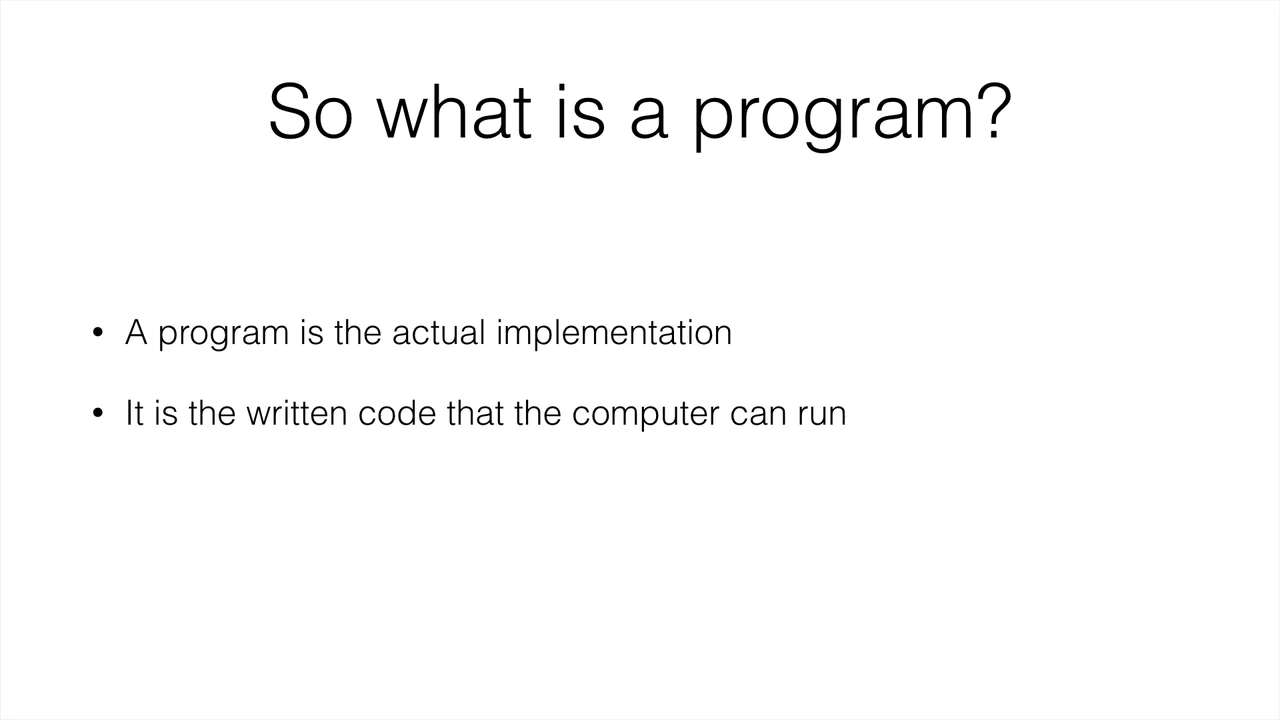 So what is a program?
• A program is the actual implementation
• It is the written code that the computer can run